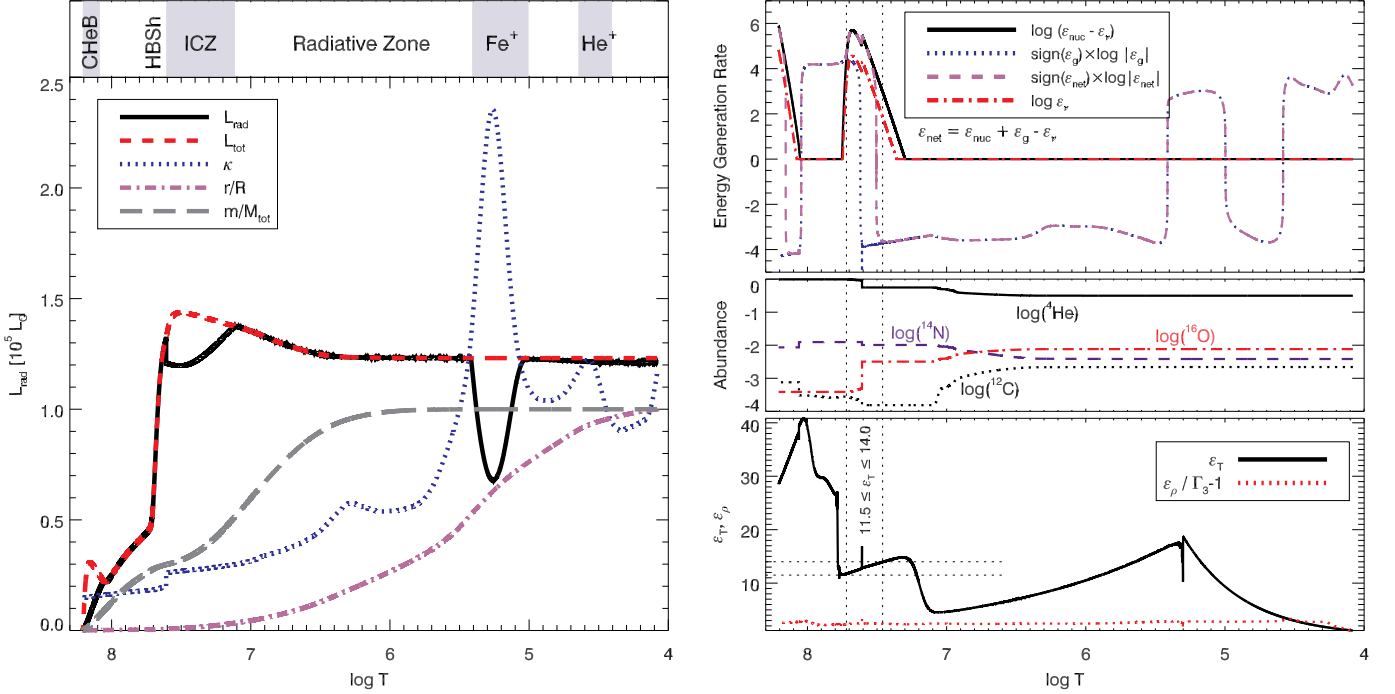 CHeB
HBSh
ICZ
Radiative Zone
Fe⁺
He⁺
2.5
2.0
1.5
1.0
0.5
0.0
L_rad [10⁵ L_☉]
L_rad
L_tot
κ
r/R
m/M_tot
8
7
6
5
4
log T
Energy Generation Rate
6
4
2
0
-2
-4
6
log (ε_nuc - ε_ν)
sign(ε_g)×log |ε_g|
sign(ε_net)×log|ε_net|
log ε_ν
ε_net = ε_nuc + ε_g - ε_ν
Abundance
0
-1
-2
-3
-4
log(⁴He)
log(¹⁴N)
log(¹⁶O)
log(¹²C)
ε_T, ε_ρ
40
30
20
10
11.5 ≤ ε_T ≤ 14.0
ε_T
ε_ρ / Γ₃-1
8
7
6
5
4
log T